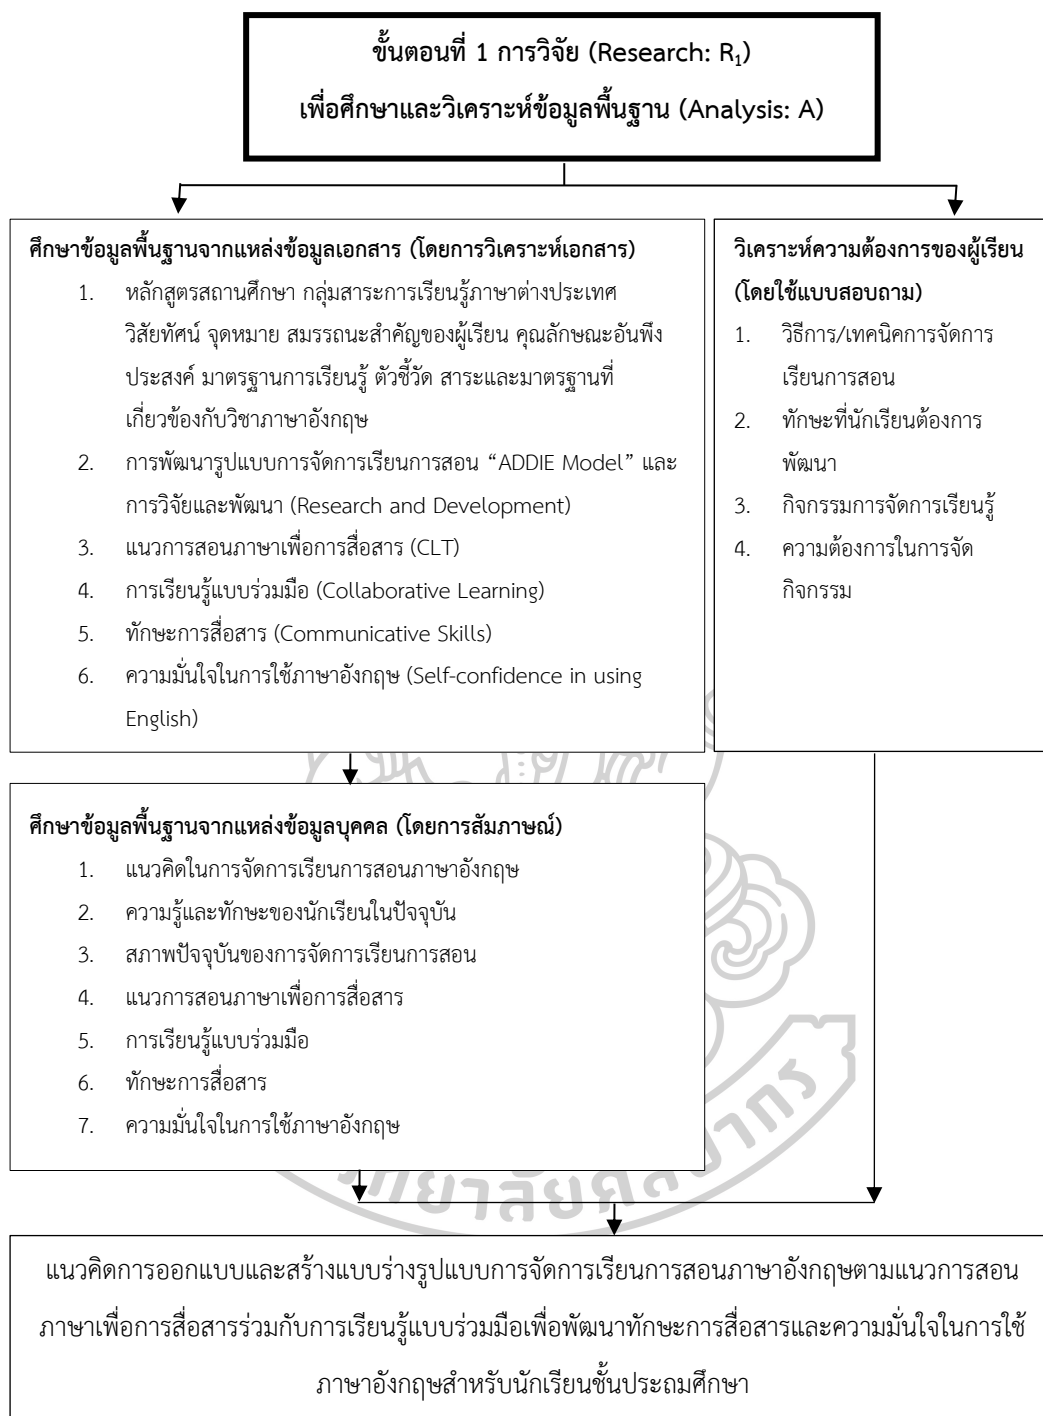 ขั้นตอนที่ 1 การวิจัย (Research: R₁)
เพื่อศึกษาและวิเคราะห์ข้อมูลพื้นฐาน (Analysis: A)
ศึกษาข้อมูลพื้นฐานจากแหล่งข้อมูลเอกสาร (โดยการวิเคราะห์เอกสาร)
1. หลักสูตรสถานศึกษา กลุ่มสาระการเรียนรู้ภาษาต่างประเทศ
วิสัยทัศน์ จุดหมาย สมรรถนะสำคัญของผู้เรียน คุณลักษณะอันพึง
ประสงค์ มาตรฐานการเรียนรู้ ตัวชี้วัด สาระและมาตรฐานที่
เกี่ยวข้องกับวิชาภาษาอังกฤษ
2. การพัฒนารูปแบบการจัดการเรียนการสอน “ADDIE Model” และ
การวิจัยและพัฒนา (Research and Development)
3. แนวการสอนภาษาเพื่อการสื่อสาร (CLT)
4. การเรียนรู้แบบร่วมมือ (Collaborative Learning)
5. ทักษะการสื่อสาร (Communicative Skills)
6. ความมั่นใจในการใช้ภาษาอังกฤษ (Self-confidence in using
English)
วิเคราะห์ความต้องการของผู้เรียน
(โดยใช้แบบสอบถาม)
1. วิธีการ/เทคนิคการจัดการ
เรียนการสอน
2. ทักษะที่นักเรียนต้องการ
พัฒนา
3. กิจกรรมการจัดการเรียนรู้
4. ความต้องการในการจัด
กิจกรรม
ศึกษาข้อมูลพื้นฐานจากแหล่งข้อมูลบุคคล (โดยการสัมภาษณ์)
1. แนวคิดในการจัดการเรียนการสอนภาษาอังกฤษ
2. ความรู้และทักษะของนักเรียนในปัจจุบัน
3. สภาพปัจจุบันของการจัดการเรียนการสอน
4. แนวการสอนภาษาเพื่อการสื่อสาร
5. การเรียนรู้แบบร่วมมือ
6. ทักษะการสื่อสาร
7. ความมั่นใจในการใช้ภาษาอังกฤษ
แนวคิดการออกแบบและสร้างแบบร่างรูปแบบการจัดการเรียนการสอนภาษาอังกฤษตามแนวการสอน
ภาษาเพื่อการสื่อสารร่วมกับการเรียนรู้แบบร่วมมือเพื่อพัฒนาทักษะการสื่อสารและความมั่นใจในการใช้
ภาษาอังกฤษสำหรับนักเรียนชั้นประถมศึกษา